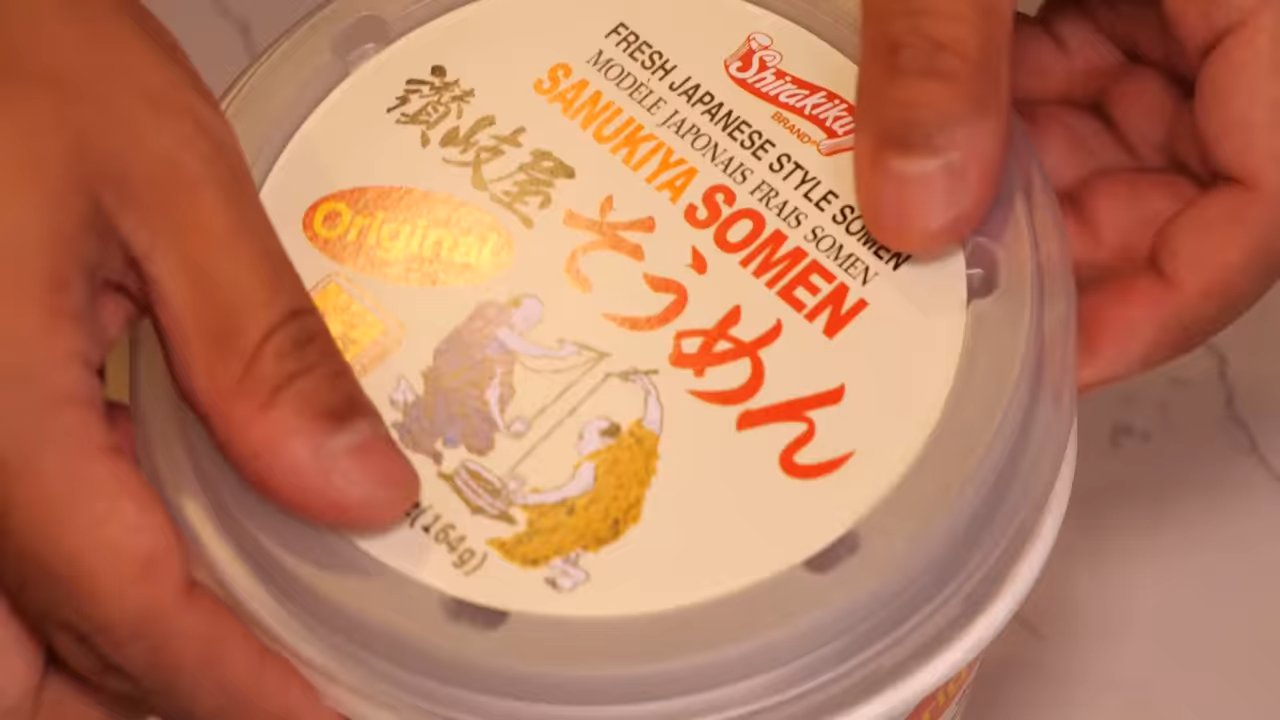 Shirakiku
BRAND
FRESH JAPANESE STYLE SOMEN
MODÈLE JAPONAIS FRAIS SOMEN
SANUKIYA SOMEN
讃岐屋 そうめん
Original
(164g)